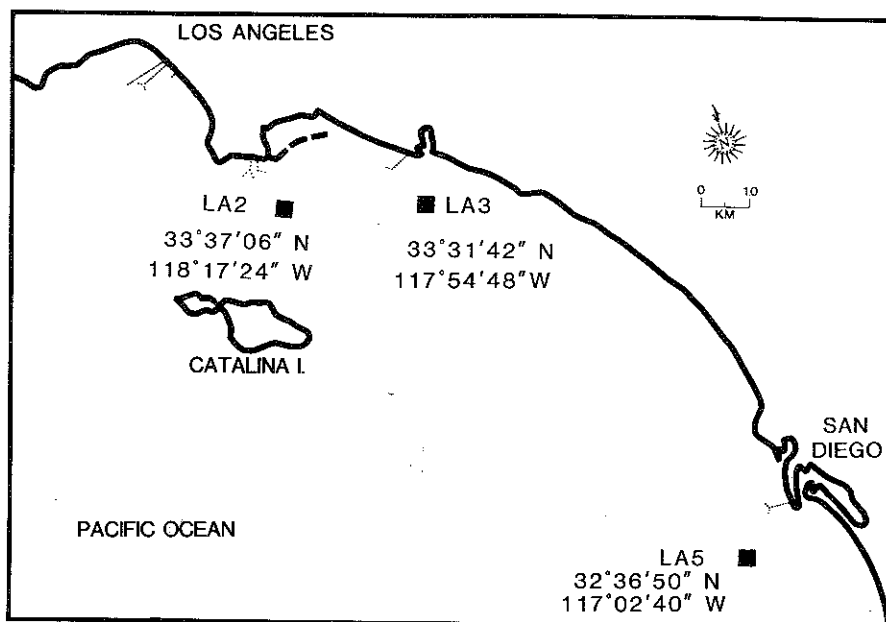 LOS ANGELES
N
0 10
KM
LA2
33°37'06" N
118°17'24" W
LA3
33°31'42" N
117°54'48" W
CATALINA I.
SAN
DIEGO
PACIFIC OCEAN
LA5
32°36'50" N
117°02'40" W